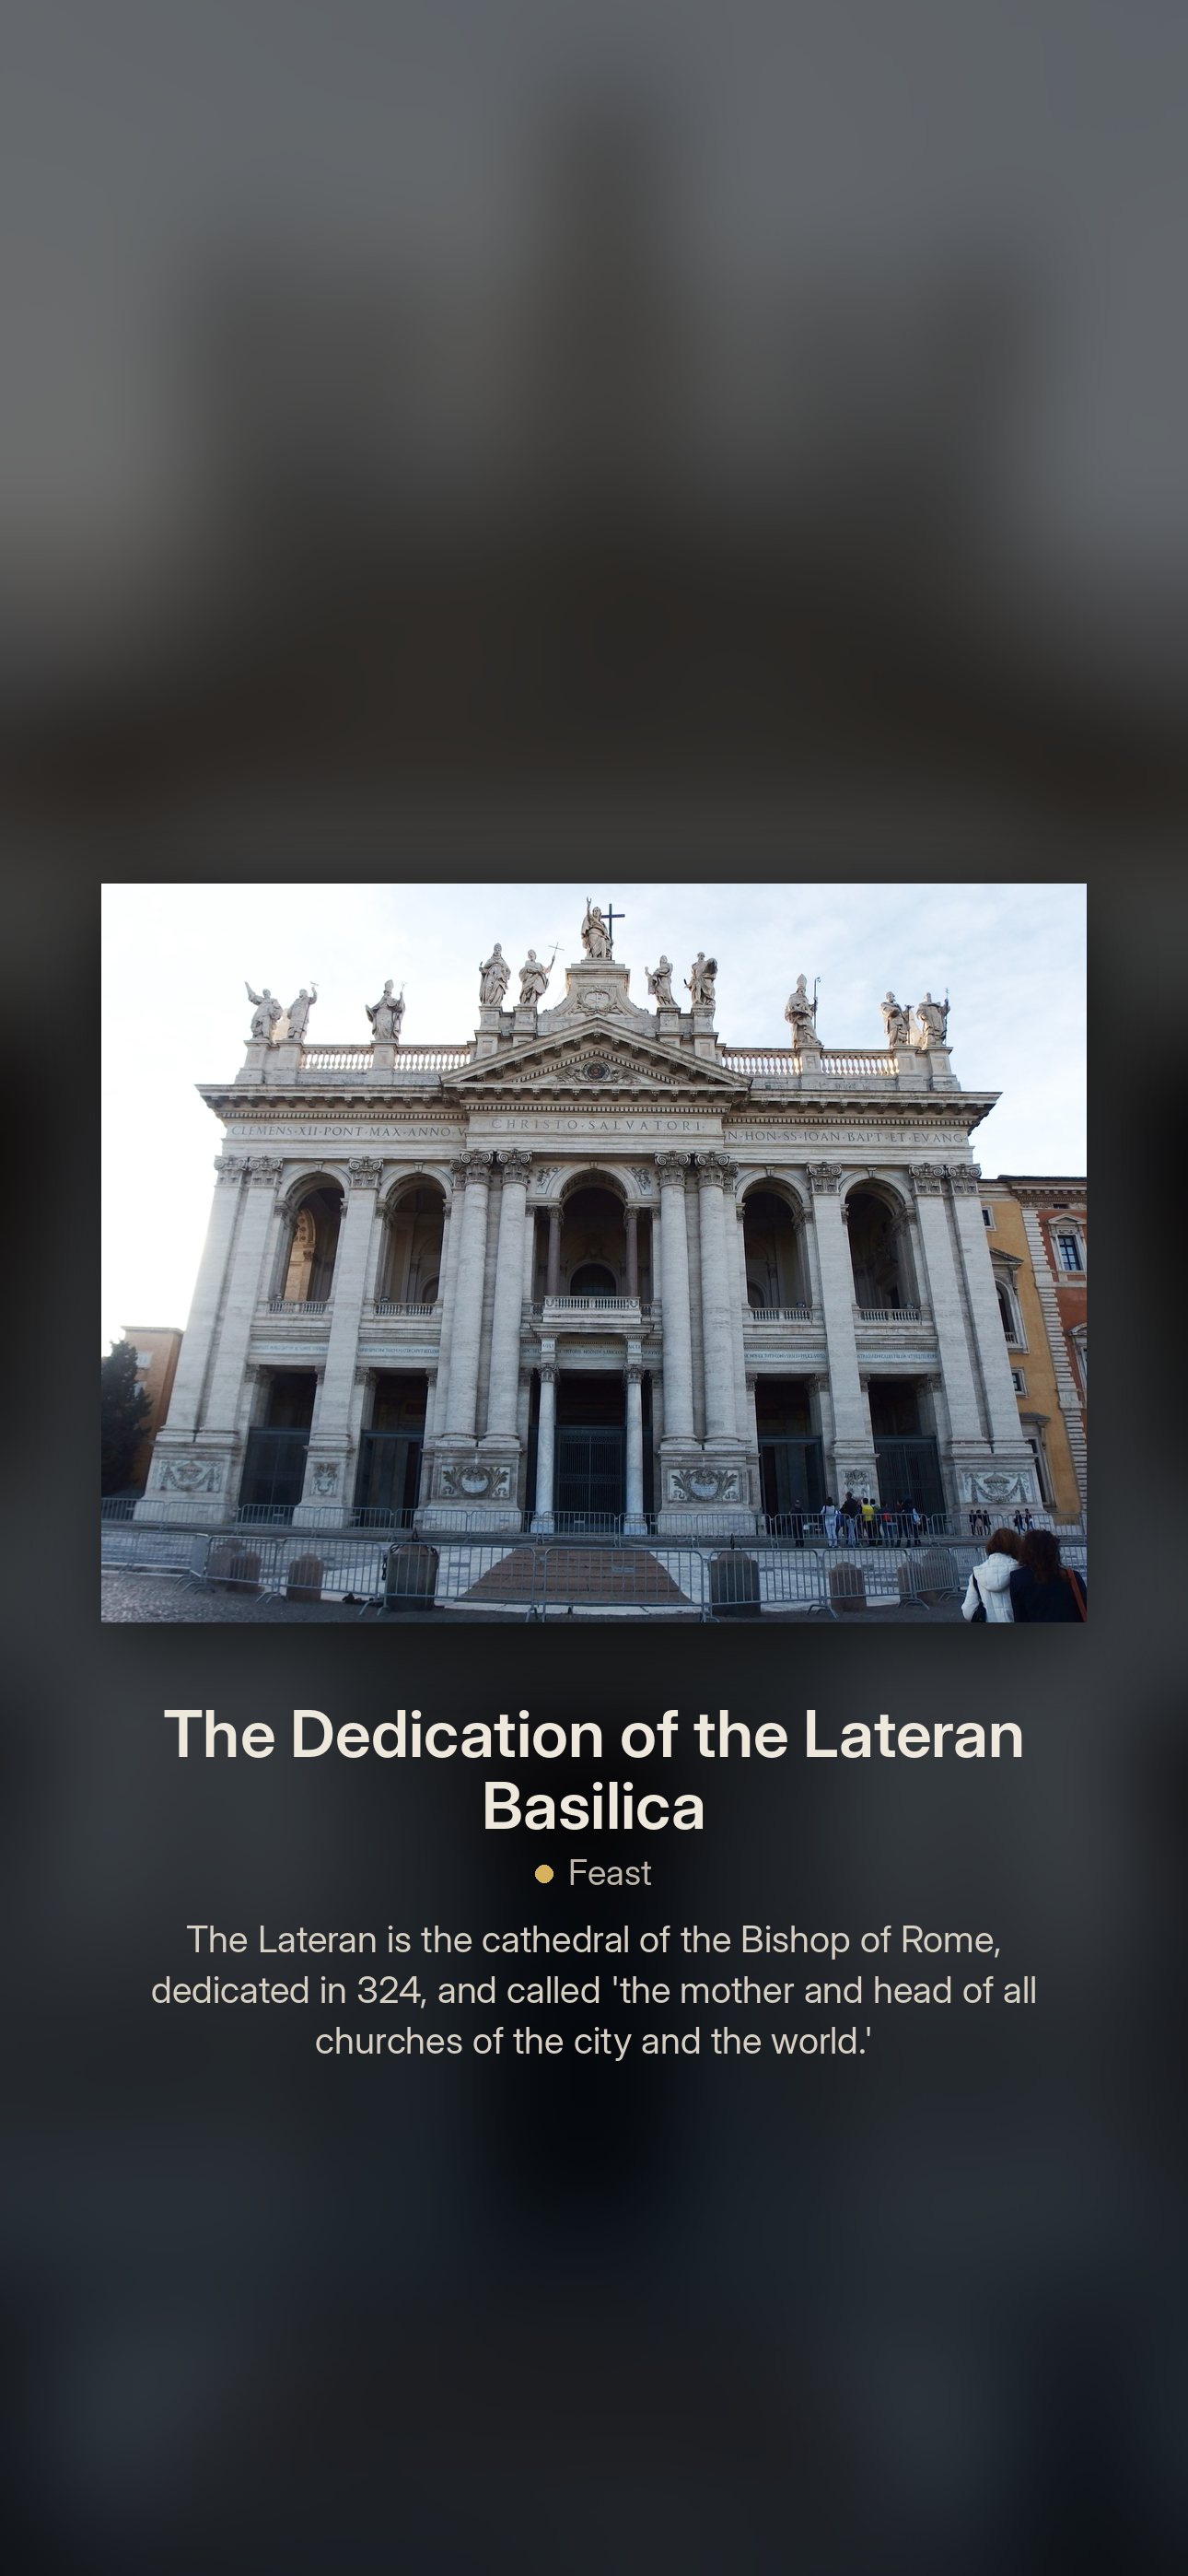 CLEMENS·XII·PONT·MAX·ANNO·V
CHRISTO·SALVATORI
IN·HON·SS·IOAN·BAPT·ET·EVANG
The Dedication of the Lateran
Basilica
Feast
The Lateran is the cathedral of the Bishop of Rome,
dedicated in 324, and called 'the mother and head of all
churches of the city and the world.'